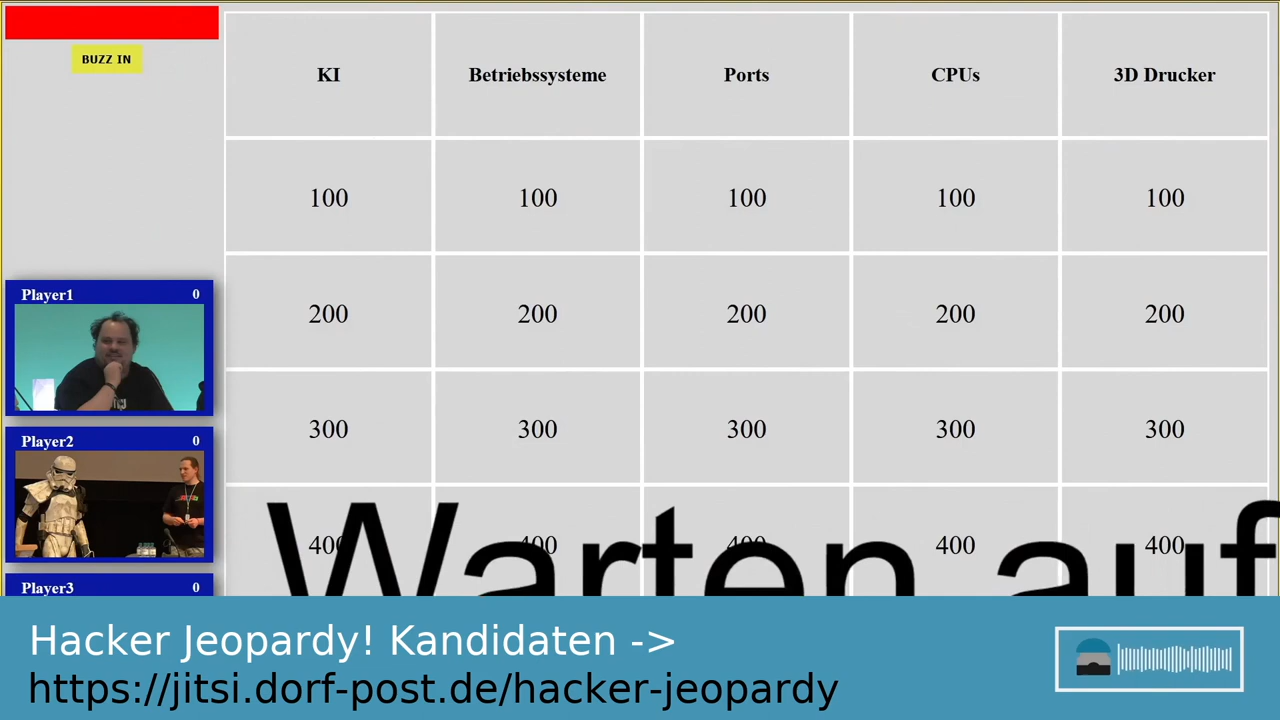 BUZZ IN
KI Betriebssysteme Ports CPUs 3D Drucker
100 100 100 100 100
200 200 200 200 200
300 300 300 300 300
400 400 400 400 400
Warten auf
Player1 0
Player2 0
Player3 0
Hacker Jeopardy! Kandidaten ->
https://jitsi.dorf-post.de/hacker-jeopardy